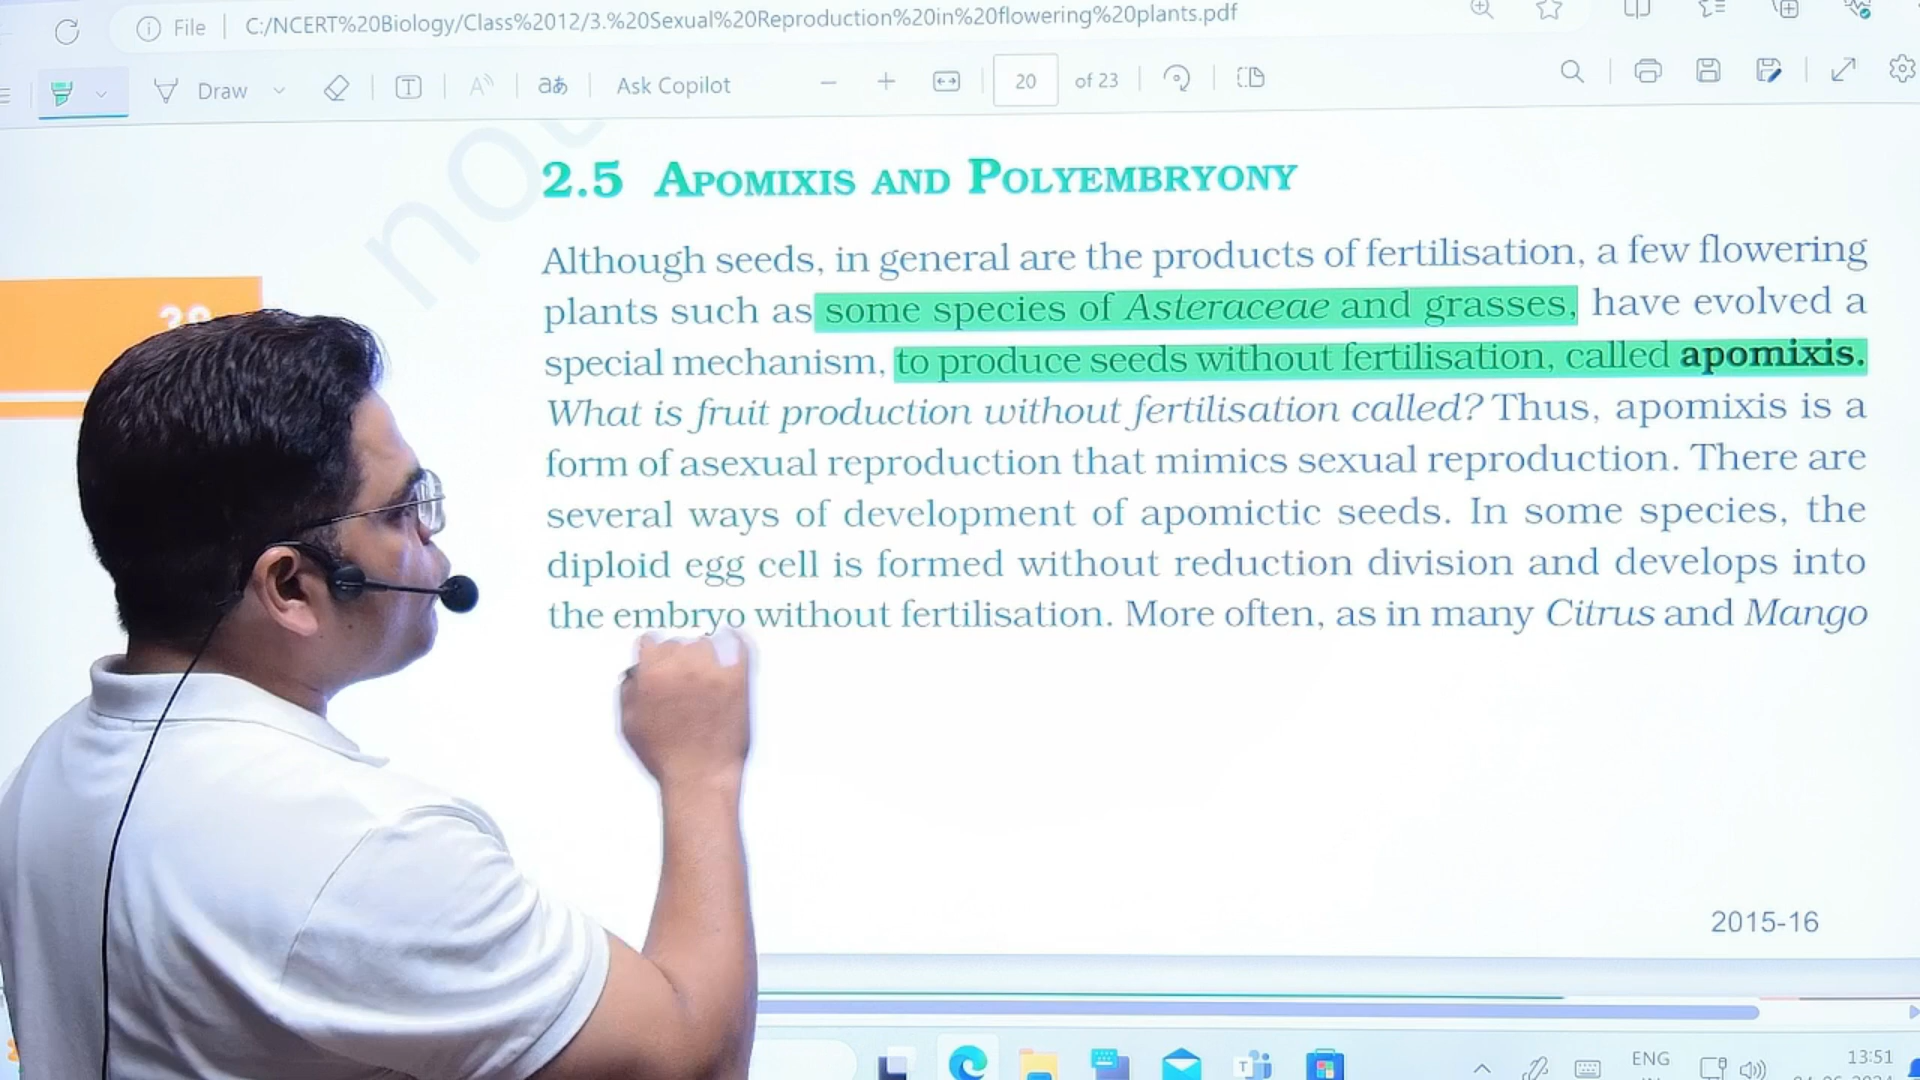 File
C:/NCERT%20Biology/Class%2012/3.%20Sexual%20Reproduction%20in%20flowering%20plants.pdf
Draw
Ask Copilot
20 of 23
not
2.5 APOMIXIS AND POLYEMBRYONY
Although seeds, in general are the products of fertilisation, a few flowering
plants such as some species of Asteraceae and grasses, have evolved a
special mechanism, to produce seeds without fertilisation, called apomixis.
What is fruit production without fertilisation called? Thus, apomixis is a
form of asexual reproduction that mimics sexual reproduction. There are
several ways of development of apomictic seeds. In some species, the
diploid egg cell is formed without reduction division and develops into
the embryo without fertilisation. More often, as in many Citrus and Mango
2015-16
ENG
13:51